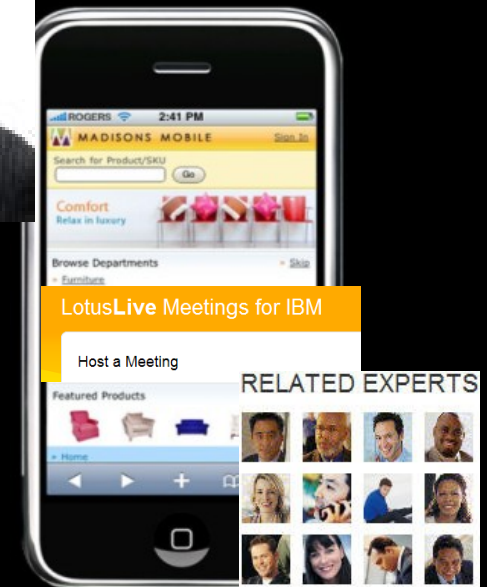 ROGERS 2:41 PM
MADISONS MOBILE Sign In
Search for Product/SKU
Go
Comfort
Relax in luxury
Browse Departments » Skip
» Furniture
LotusLive Meetings for IBM
Host a Meeting
Featured Products
RELATED EXPERTS
» Home